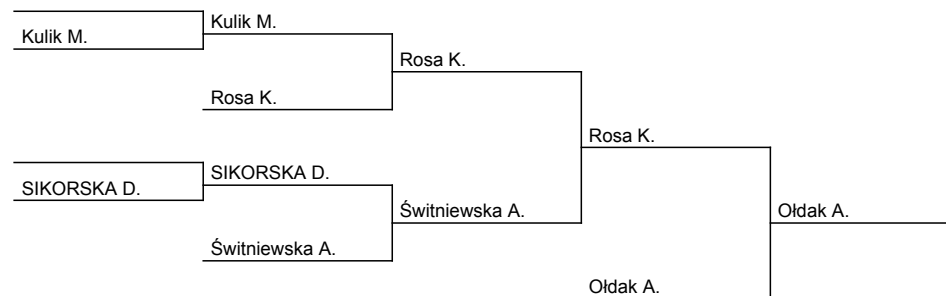 Kulik M.
Kulik M.
Rosa K.
Rosa K.
Rosa K.
SIKORSKA D.
SIKORSKA D.
Świtniewska A.
Ołdak A.
Świtniewska A.
Ołdak A.